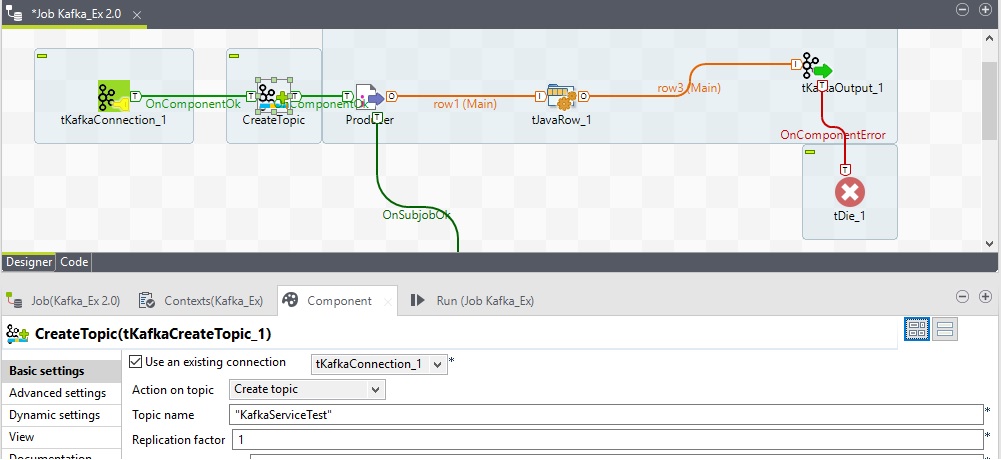 *Job Kafka_Ex 2.0
OnComponentOk
OnComponentOk
row1 (Main)
row3 (Main)
tKafkaConnection_1
CreateTopic
Producer
tJavaRow_1
tKafkaOutput_1
OnComponentError
OnSubjobOk
tDie_1
Designer
Code
Job(Kafka_Ex 2.0)
Contexts(Kafka_Ex)
Component
Run (Job Kafka_Ex)
CreateTopic(tKafkaCreateTopic_1)
Basic settings
Advanced settings
Dynamic settings
View
Documentation
Use an existing connection tKafkaConnection_1 *
Action on topic Create topic
Topic name "KafkaServiceTest" *
Replication factor 1 *